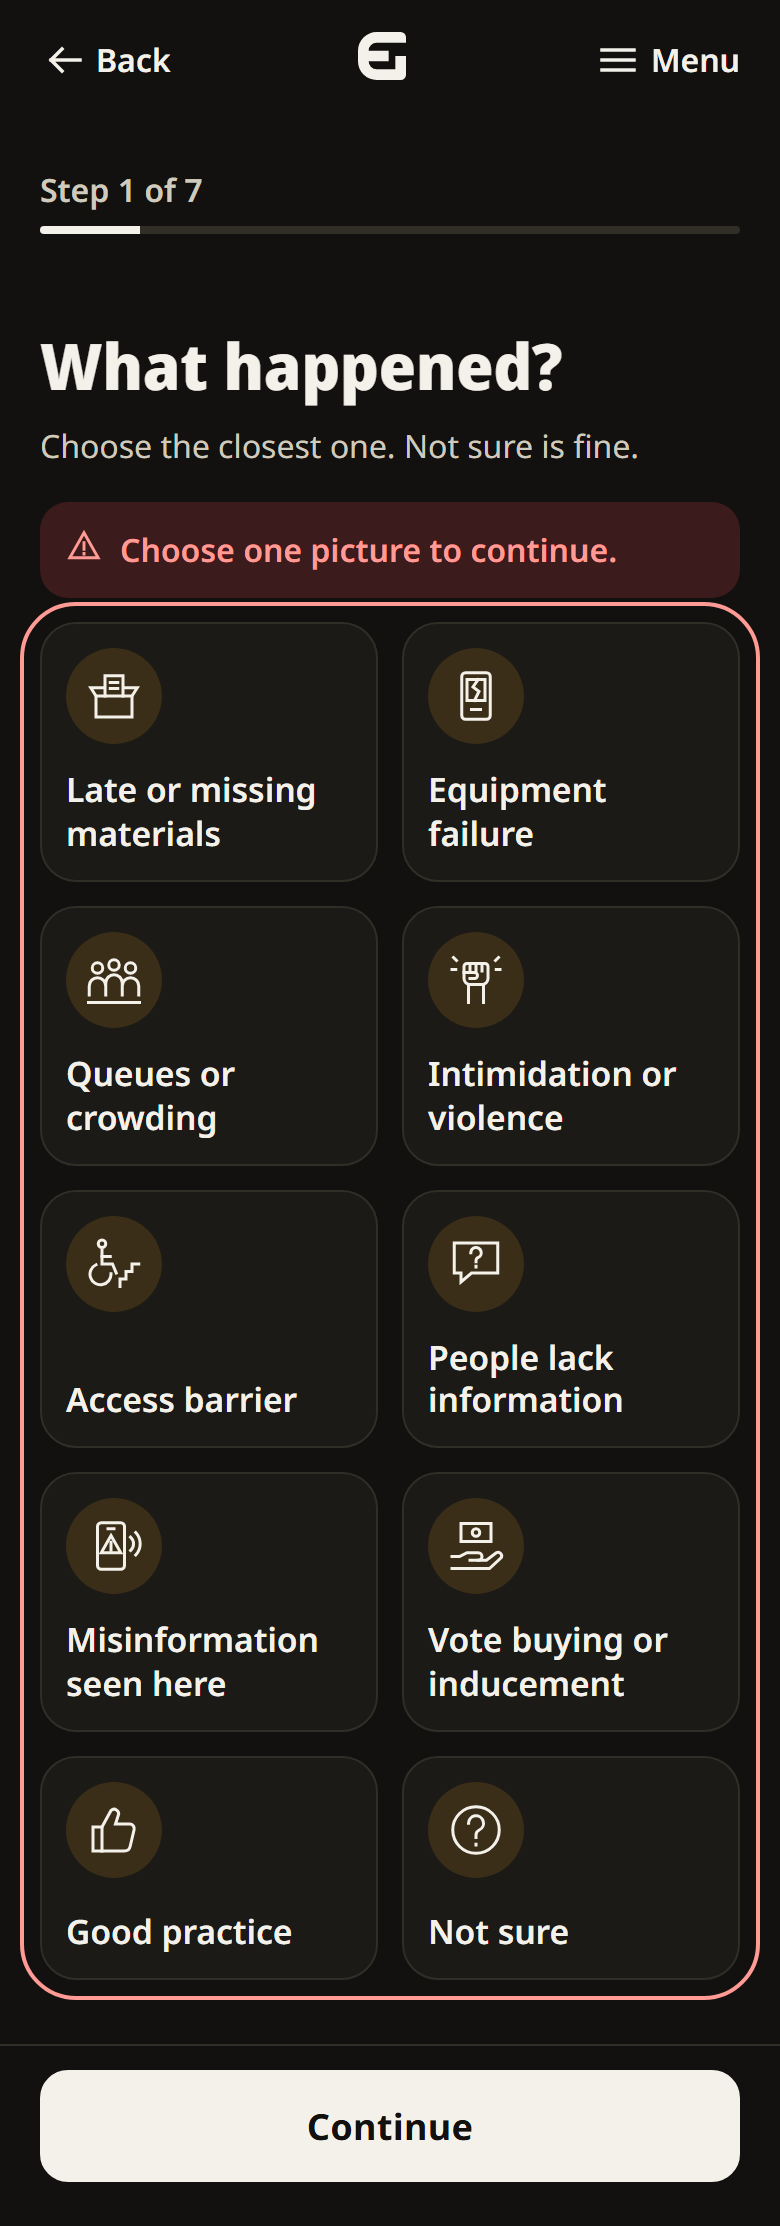 Back
Menu
Step 1 of 7
What happened?
Choose the closest one. Not sure is fine.
Choose one picture to continue.
Late or missing
materials
Equipment
failure
Queues or
crowding
Intimidation or
violence
Access barrier
People lack
information
Misinformation
seen here
Vote buying or
inducement
Good practice
Not sure
Continue